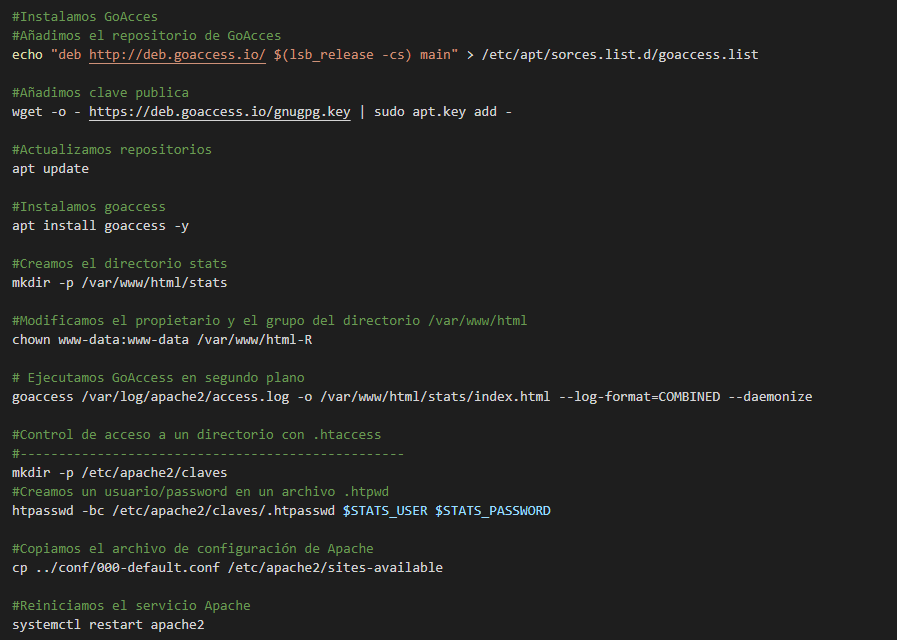 #Instalamos GoAcces
#Añadimos el repositorio de GoAcces
echo "deb http://deb.goaccess.io/ $(lsb_release -cs) main" > /etc/apt/sorces.list.d/goaccess.list
#Añadimos clave publica
wget -o - https://deb.goaccess.io/gnugpg.key | sudo apt.key add -
#Actualizamos repositorios
apt update
#Instalamos goaccess
apt install goaccess -y
#Creamos el directorio stats
mkdir -p /var/www/html/stats
#Modificamos el propietario y el grupo del directorio /var/www/html
chown www-data:www-data /var/www/html-R
# Ejecutamos GoAccess en segundo plano
goaccess /var/log/apache2/access.log -o /var/www/html/stats/index.html --log-format=COMBINED --daemonize
#Control de acceso a un directorio con .htaccess
#--------------------------------------------------
mkdir -p /etc/apache2/claves
#Creamos un usuario/password en un archivo .htpwd
htpasswd -bc /etc/apache2/claves/.htpasswd $STATS_USER $STATS_PASSWORD
#Copiamos el archivo de configuración de Apache
cp ../conf/000-default.conf /etc/apache2/sites-available
#Reiniciamos el servicio Apache
systemctl restart apache2